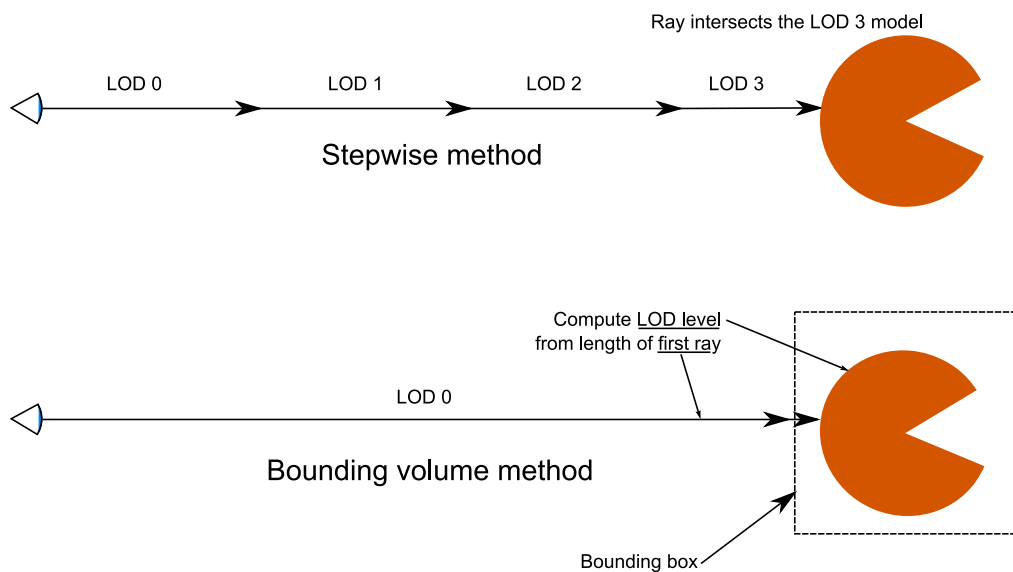 Ray intersects the LOD 3 model
LOD 0
LOD 1
LOD 2
LOD 3
Stepwise method
Compute LOD level
from length of first ray
LOD 0
Bounding volume method
Bounding box